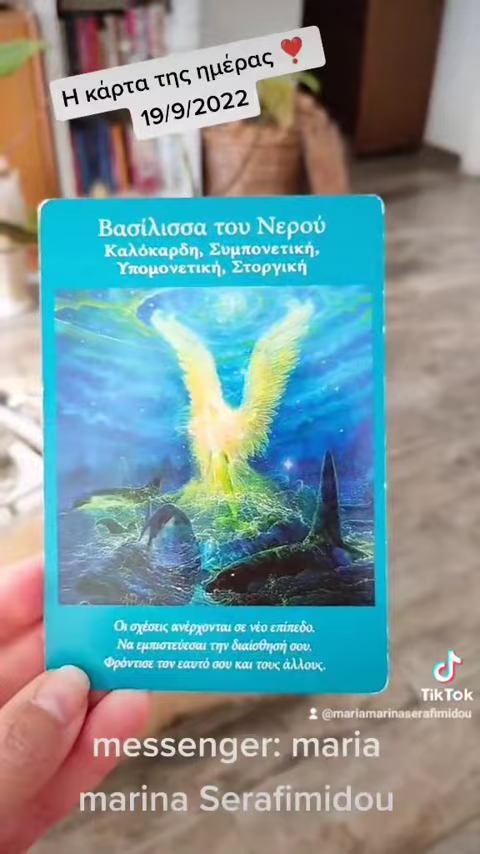 Η κάρτα της ημέρας ❣️
19/9/2022
Βασίλισσα του Νερού
Καλόκαρδη, Συμπονετική,
Υπομονετική, Στοργική
Οι σχέσεις ανέρχονται σε νέο επίπεδο.
Να εμπιστεύεσαι την διαίσθησή σου.
Φρόντισε τον εαυτό σου και τους άλλους.
TikTok
@mariamarinaserafimidou
messenger: maria
marina Serafimidou